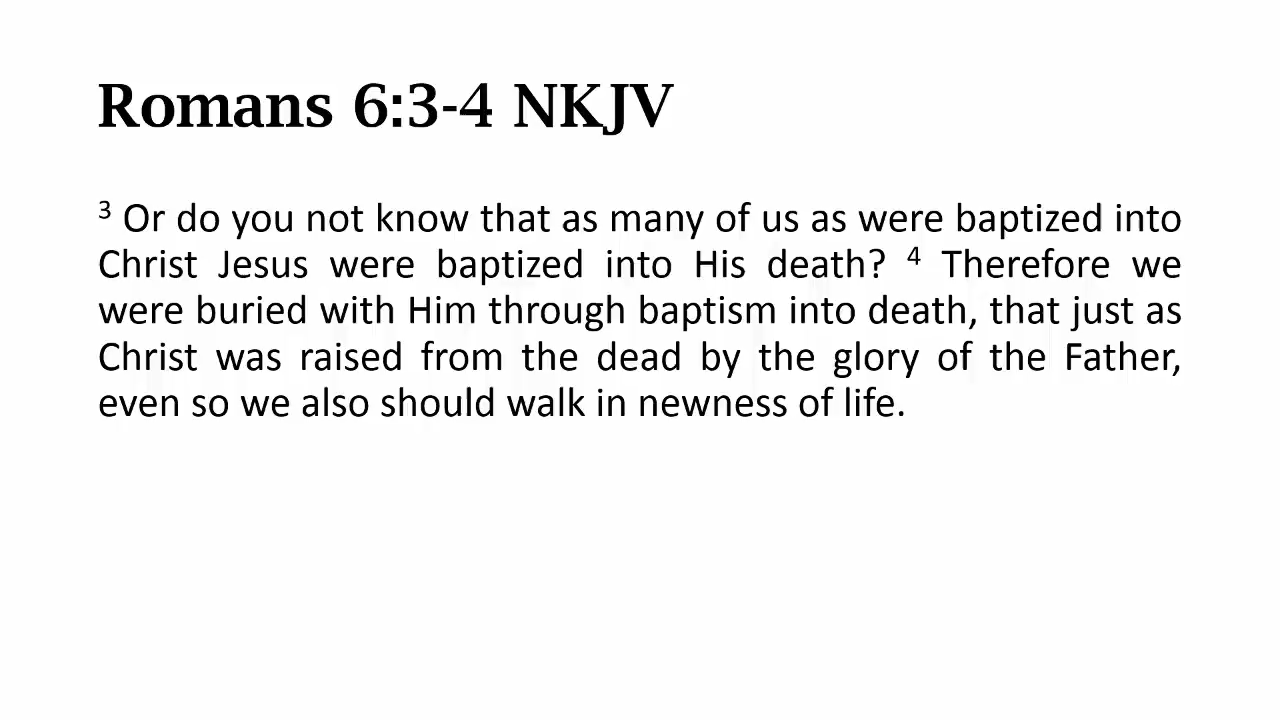 Romans 6:3-4 NKJV
³ Or do you not know that as many of us as were baptized into
Christ Jesus were baptized into His death? ⁴ Therefore we
were buried with Him through baptism into death, that just as
Christ was raised from the dead by the glory of the Father,
even so we also should walk in newness of life.